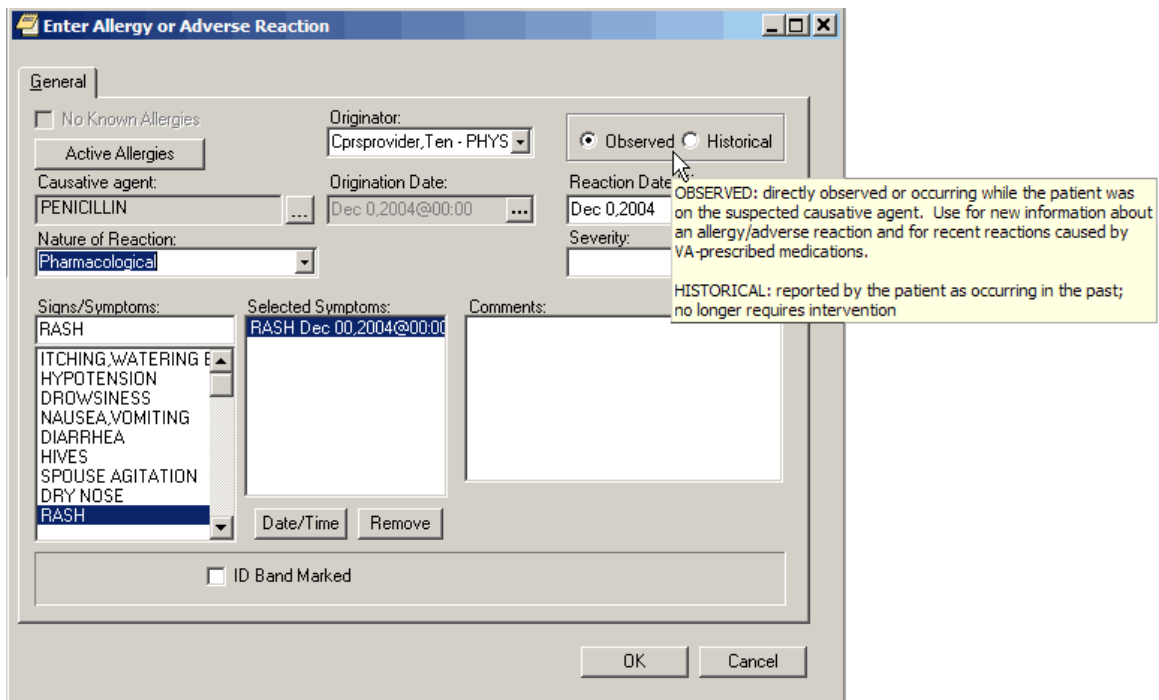 Enter Allergy or Adverse Reaction
General
No Known Allergies
Active Allergies
Originator:
Cprsprovider,Ten - PHYS
Observed
Historical
Causative agent:
PENICILLIN
...
Origination Date:
Dec 0,2004@00:00
...
Reaction Date
Dec 0,2004
OBSERVED: directly observed or occurring while the patient was
on the suspected causative agent.  Use for new information about
an allergy/adverse reaction and for recent reactions caused by
VA-prescribed medications.
HISTORICAL: reported by the patient as occurring in the past;
no longer requires intervention
Nature of Reaction:
Pharmacological
Severity:
Signs/Symptoms:
RASH
ITCHING,WATERING E
HYPOTENSION
DROWSINESS
NAUSEA,VOMITING
DIARRHEA
HIVES
SPOUSE AGITATION
DRY NOSE
RASH
Selected Symptoms:
RASH Dec 00,2004@00:00
Date/Time
Remove
Comments:
ID Band Marked
OK
Cancel